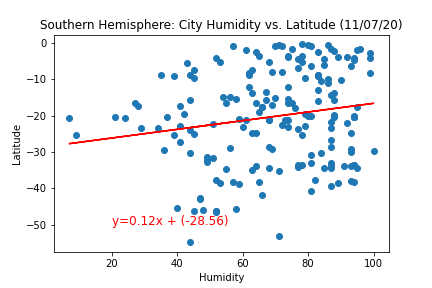 Southern Hemisphere: City Humidity vs. Latitude (11/07/20)
0
−10
−20
−30
−40
−50
Latitude
y=0.12x + (-28.56)
20
40
60
80
100
Humidity